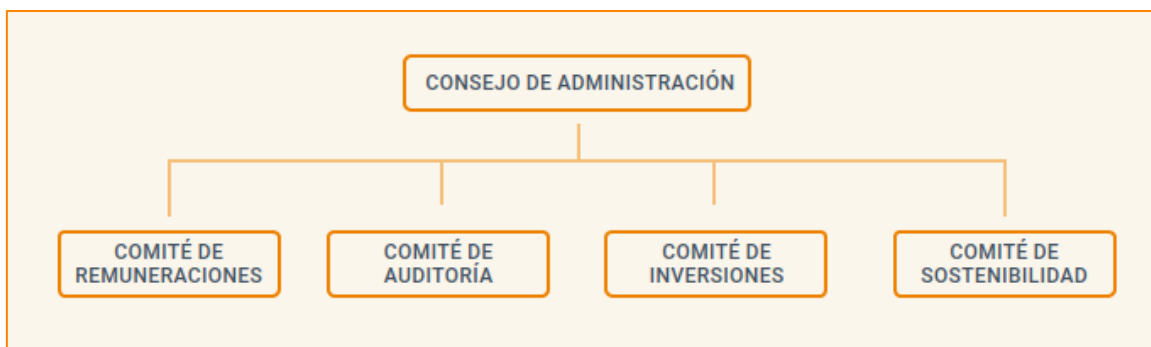 CONSEJO DE ADMINISTRACIÓN
COMITÉ DE
REMUNERACIONES
COMITÉ DE
AUDITORÍA
COMITÉ DE
INVERSIONES
COMITÉ DE
SOSTENIBILIDAD